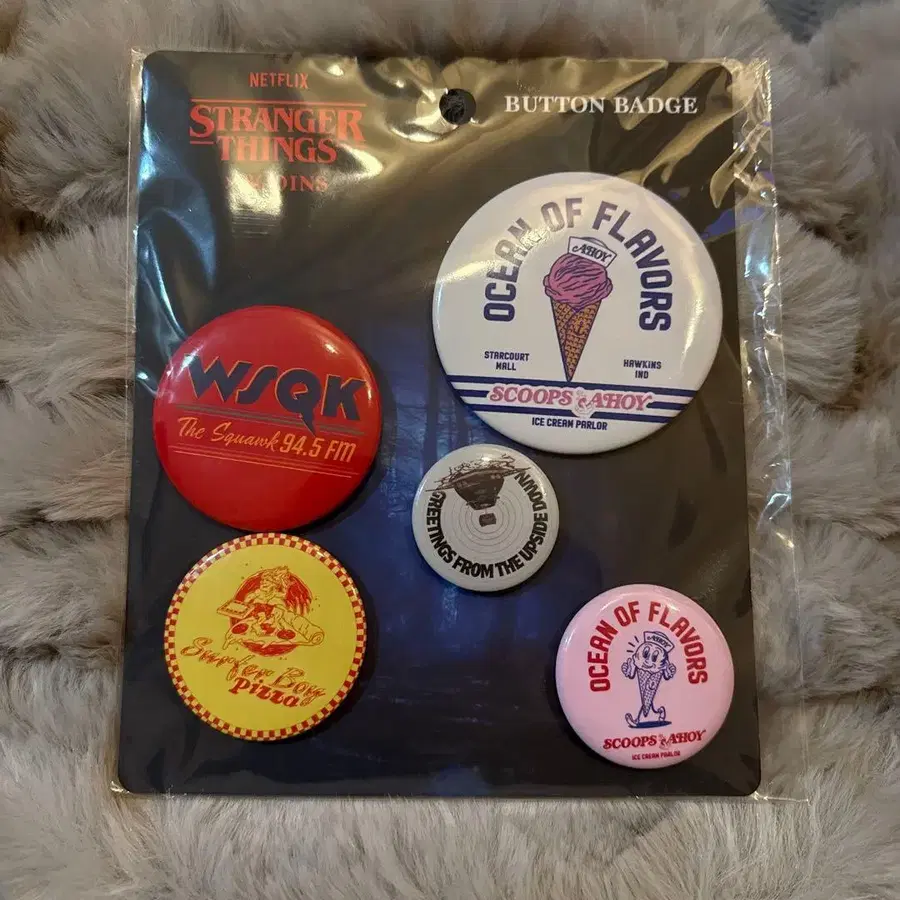 NETFLIX
STRANGER
THINGS
BUTTON BADGE
OCEAN OF FLAVORS
AHOY
STARCOURT
MALL
HAWKINS
IND
SCOOPS AHOY
ICE CREAM PARLOR
WSQK
The Squawk 94.5 FM
GREETINGS FROM THE UPSIDE DOWN
Surfer Boy
Pizza
OCEAN OF FLAVORS
AHOY
SCOOPS AHOY
ICE CREAM PARLOR